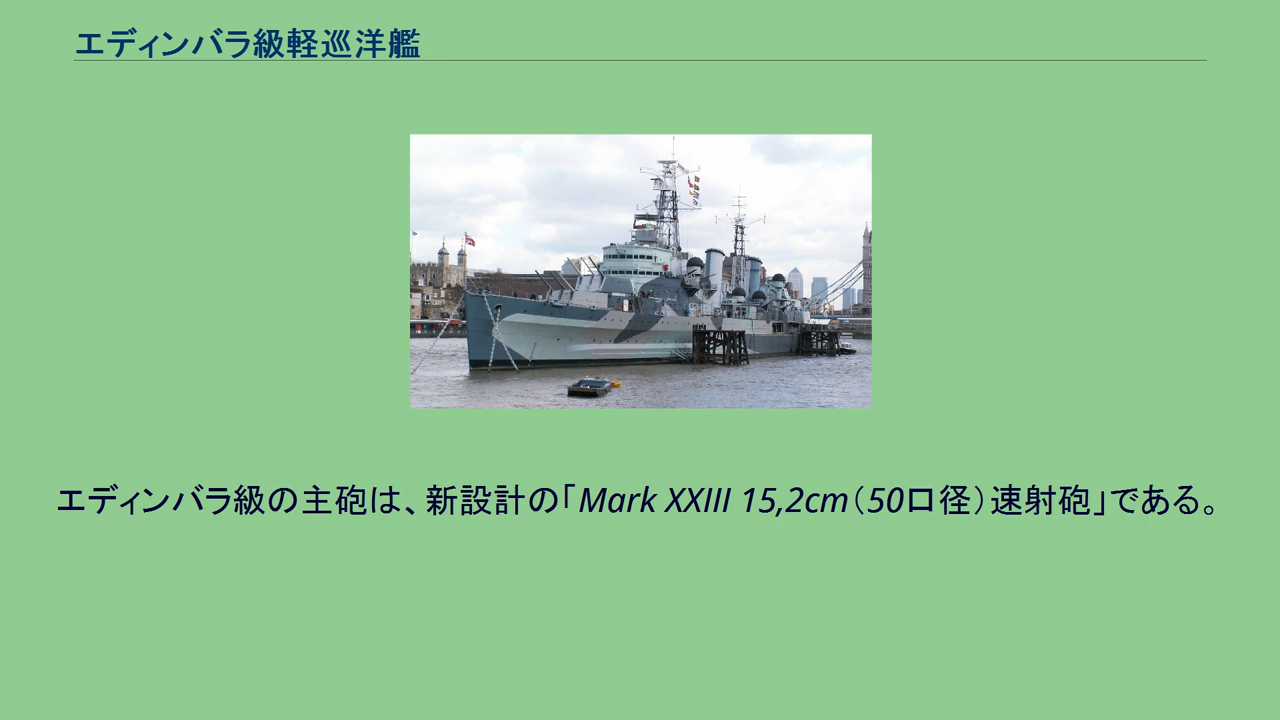 エディンバラ級軽巡洋艦
エディンバラ級の主砲は、新設計の「Mark XXIII 15,2cm（50口径）速射砲」である。